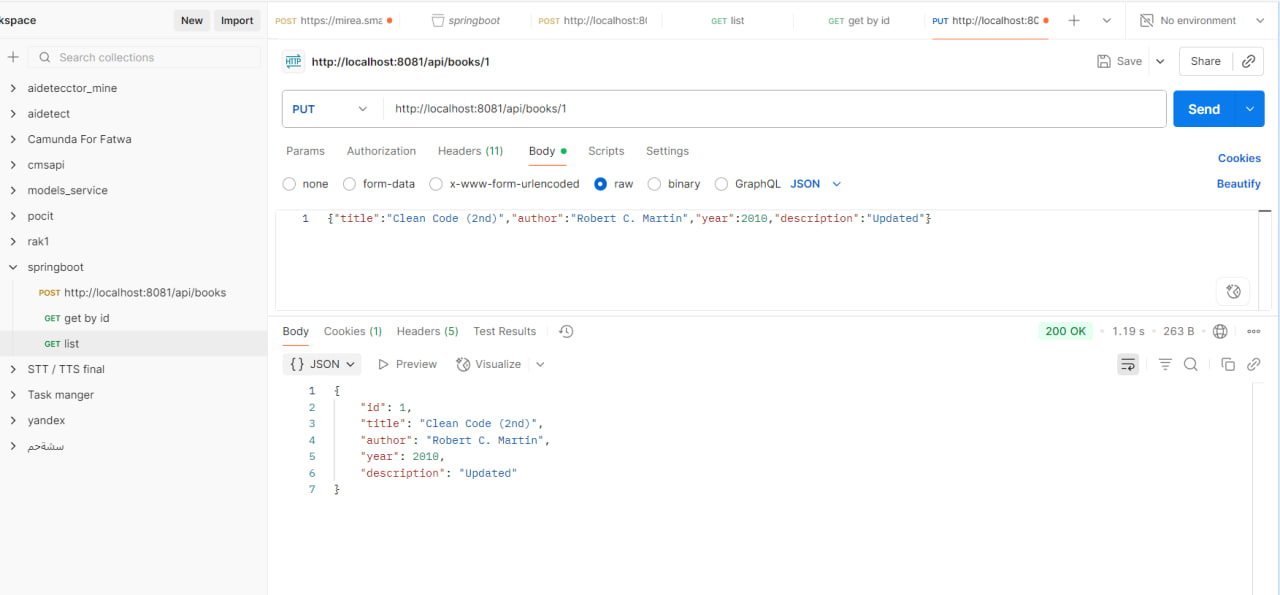 kspace New Import POST https://mirea.sma springboot POST http://localhost:80 GET list GET get by id PUT http://localhost:80 No environment
Search collections
http://localhost:8081/api/books/1 Save Share
aidetecctor_mine
aidetect
Camunda For Fatwa
cmsapi
models_service
pocit
rak1
springboot
POST http://localhost:8081/api/books
GET get by id
GET list
STT / TTS final
Task manger
yandex
سشةحم
PUT http://localhost:8081/api/books/1 Send
Params Authorization Headers (11) Body Scripts Settings Cookies
none form-data x-www-form-urlencoded raw binary GraphQL JSON Beautify
1 {"title":"Clean Code (2nd)","author":"Robert C. Martin","year":2010,"description":"Updated"}
Body Cookies (1) Headers (5) Test Results 200 OK 1.19 s 263 B
{} JSON Preview Visualize
1 {
2 "id": 1,
3 "title": "Clean Code (2nd)",
4 "author": "Robert C. Martin",
5 "year": 2010,
6 "description": "Updated"
7 }